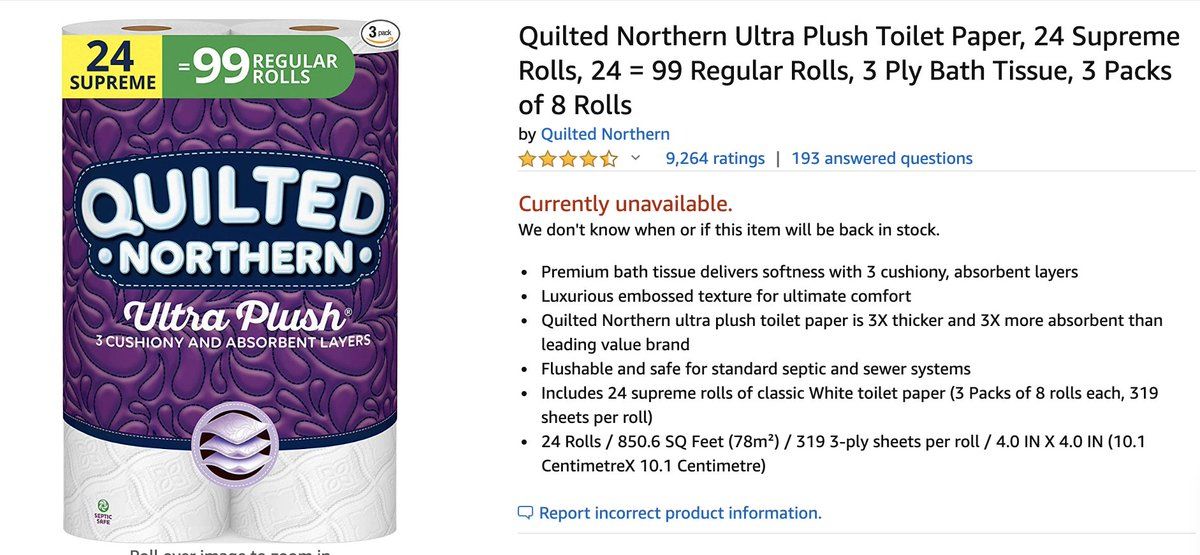 3
pack
24
SUPREME
=99 REGULAR
ROLLS
QUILTED
•NORTHERN•
Ultra Plush®
3 CUSHIONY AND ABSORBENT LAYERS
SEPTIC
SAFE
Roll over image to zoom in
Quilted Northern Ultra Plush Toilet Paper, 24 Supreme
Rolls, 24 = 99 Regular Rolls, 3 Ply Bath Tissue, 3 Packs
of 8 Rolls
by Quilted Northern
9,264 ratings | 193 answered questions
Currently unavailable.
We don't know when or if this item will be back in stock.
• Premium bath tissue delivers softness with 3 cushiony, absorbent layers
• Luxurious embossed texture for ultimate comfort
• Quilted Northern ultra plush toilet paper is 3X thicker and 3X more absorbent than
leading value brand
• Flushable and safe for standard septic and sewer systems
• Includes 24 supreme rolls of classic White toilet paper (3 Packs of 8 rolls each, 319
sheets per roll)
• 24 Rolls / 850.6 SQ Feet (78m²) / 319 3-ply sheets per roll / 4.0 IN X 4.0 IN (10.1
CentimetreX 10.1 Centimetre)
Report incorrect product information.